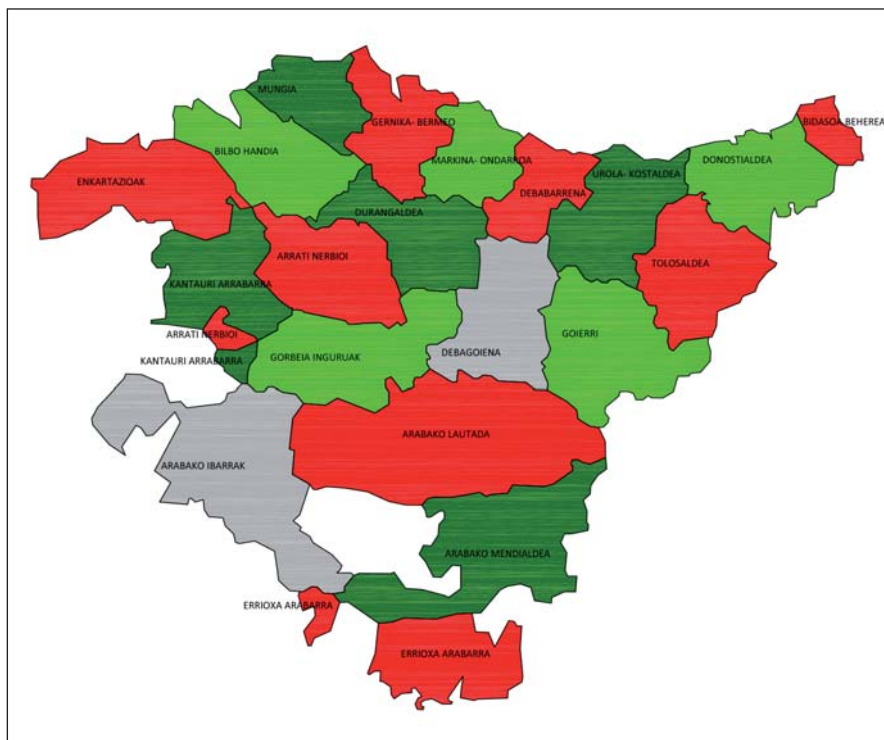 MUNGIA
GERNIKA- BERMEO
BIDASOA BEHEREA
BILBO HANDIA
MARKINA- ONDARROA
DONOSTIALDEA
UROLA- KOSTALDEA
ENKARTAZIOAK
DEBABARRENA
DURANGALDEA
ARRATI NERBIOI
TOLOSALDEA
KANTAURI ARRABARRA
ARRATI NERBIOI
GOIERRI
KANTAURI ARRABARRA
GORBEIA INGURUAK
DEBAGOIENA
ARABAKO LAUTADA
ARABAKO IBARRAK
ARABAKO MENDIALDEA
ERRIOXA ARABARRA
ERRIOXA ARABARRA